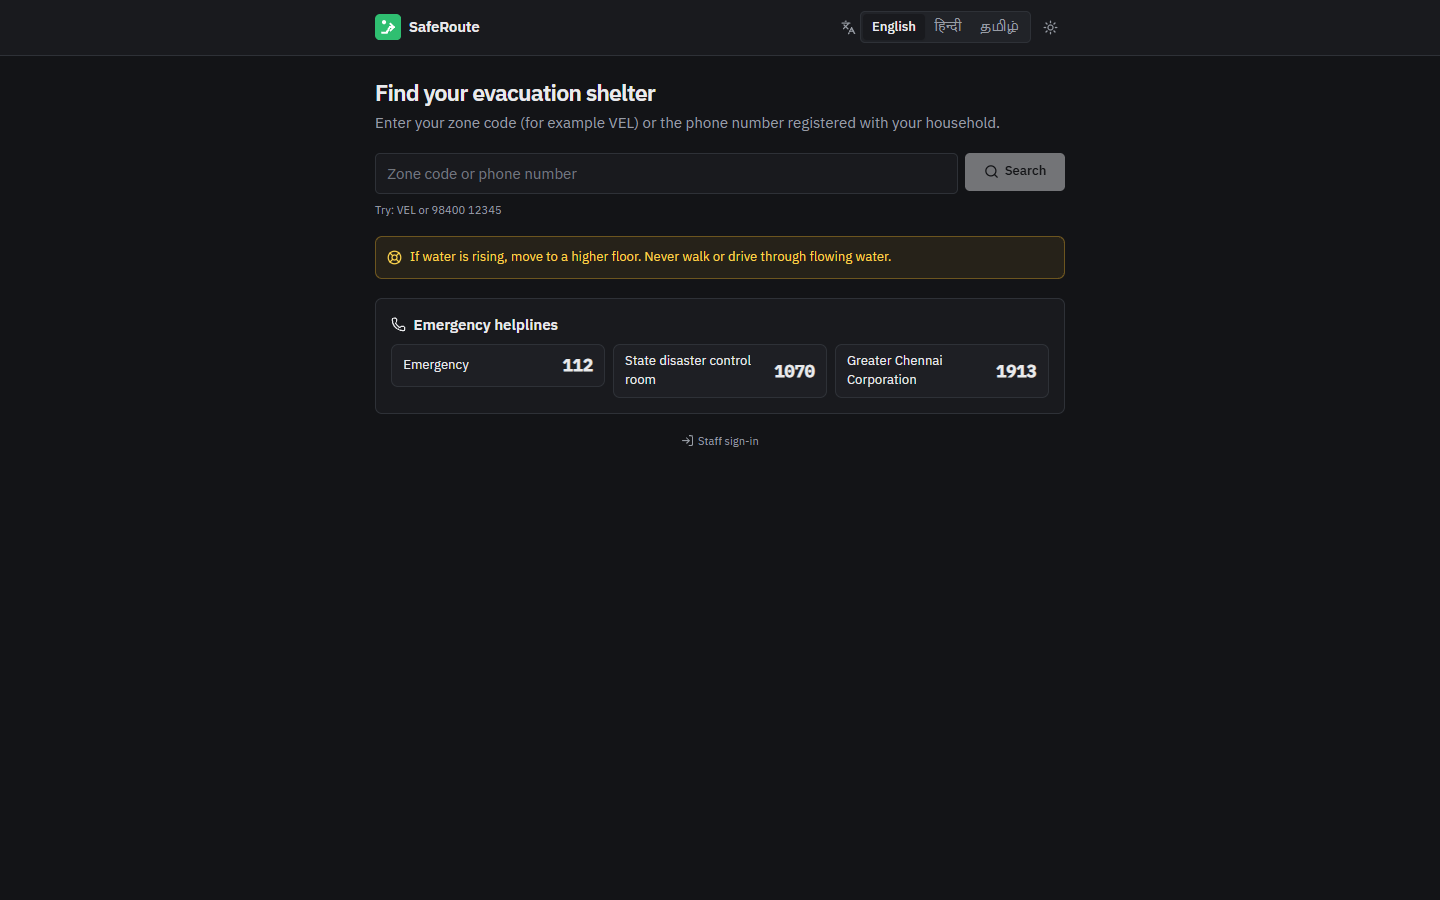 SafeRoute
English हिन्दी தமிழ்
Find your evacuation shelter
Enter your zone code (for example VEL) or the phone number registered with your household.
Zone code or phone number
Search
Try: VEL or 98400 12345
If water is rising, move to a higher floor. Never walk or drive through flowing water.
Emergency helplines
Emergency 112
State disaster control
room
1070
Greater Chennai
Corporation
1913
Staff sign-in